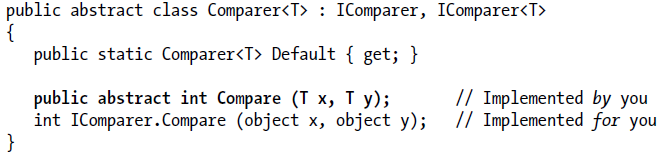 public abstract class Comparer<T> : IComparer, IComparer<T>
{
public static Comparer<T> Default { get; }
public abstract int Compare (T x, T y); // Implemented by you
int IComparer.Compare (object x, object y); // Implemented for you
}